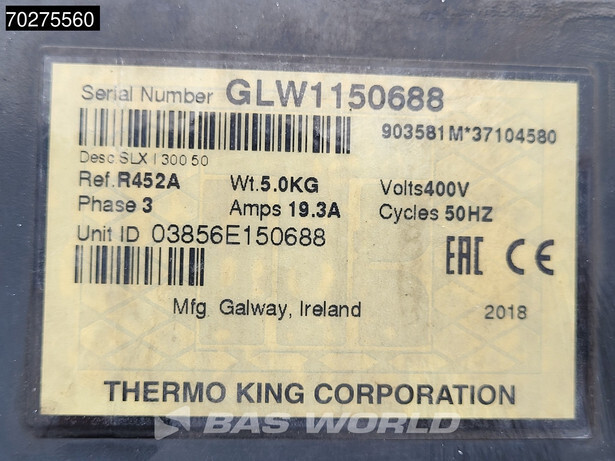 70275560
Serial Number GLW1150688
903581M*37104580
Desc SLX I 300 50
Ref.R452A Wt.5.0KG Volts400V
Phase 3 Amps 19.3A Cycles 50HZ
Unit ID 03856E150688
EAC CE
Mfg. Galway, Ireland 2018
THERMO KING CORPORATION
BAS WORLD